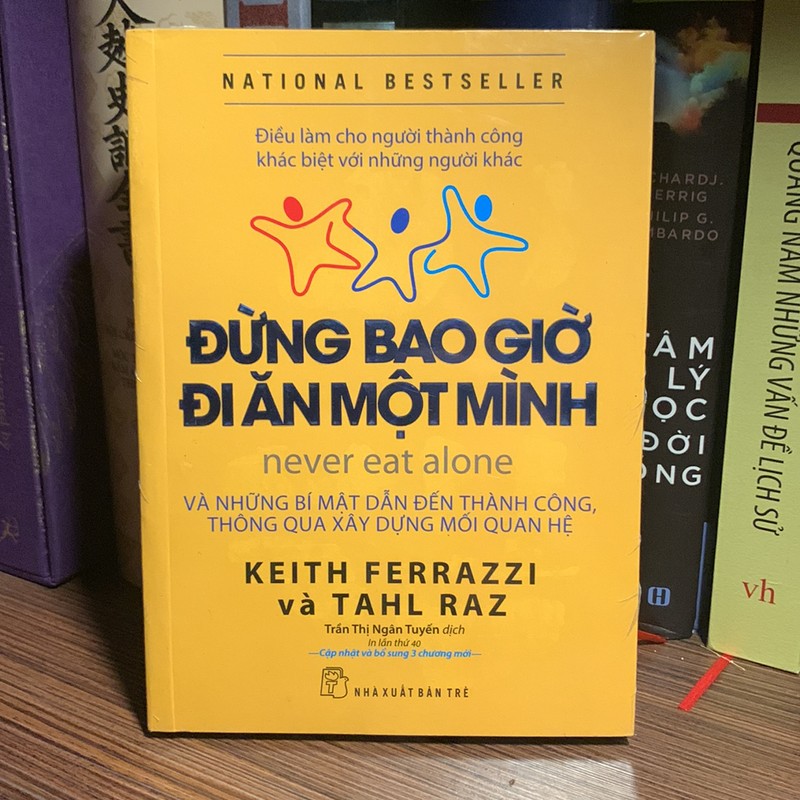 NATIONAL BESTSELLER
Điều làm cho người thành công
khác biệt với những người khác
ĐỪNG BAO GIỜ
ĐI ĂN MỘT MÌNH
never eat alone
VÀ NHỮNG BÍ MẬT DẪN ĐẾN THÀNH CÔNG,
THÔNG QUA XÂY DỰNG MỐI QUAN HỆ
KEITH FERRAZZI
và TAHL RAZ
Trần Thị Ngân Tuyến dịch
In lần thứ 40
—Cập nhật và bổ sung 3 chương mới—
NHÀ XUẤT BẢN TRẺ
CHARD J.
ERRIG
ILIP G.
MBARDO
TÂM
LÝ
ỌC
ĐỜI
ỐNG
H
QUẢNG NAM NHỮNG VẤN ĐỀ LỊCH SỬ
vh